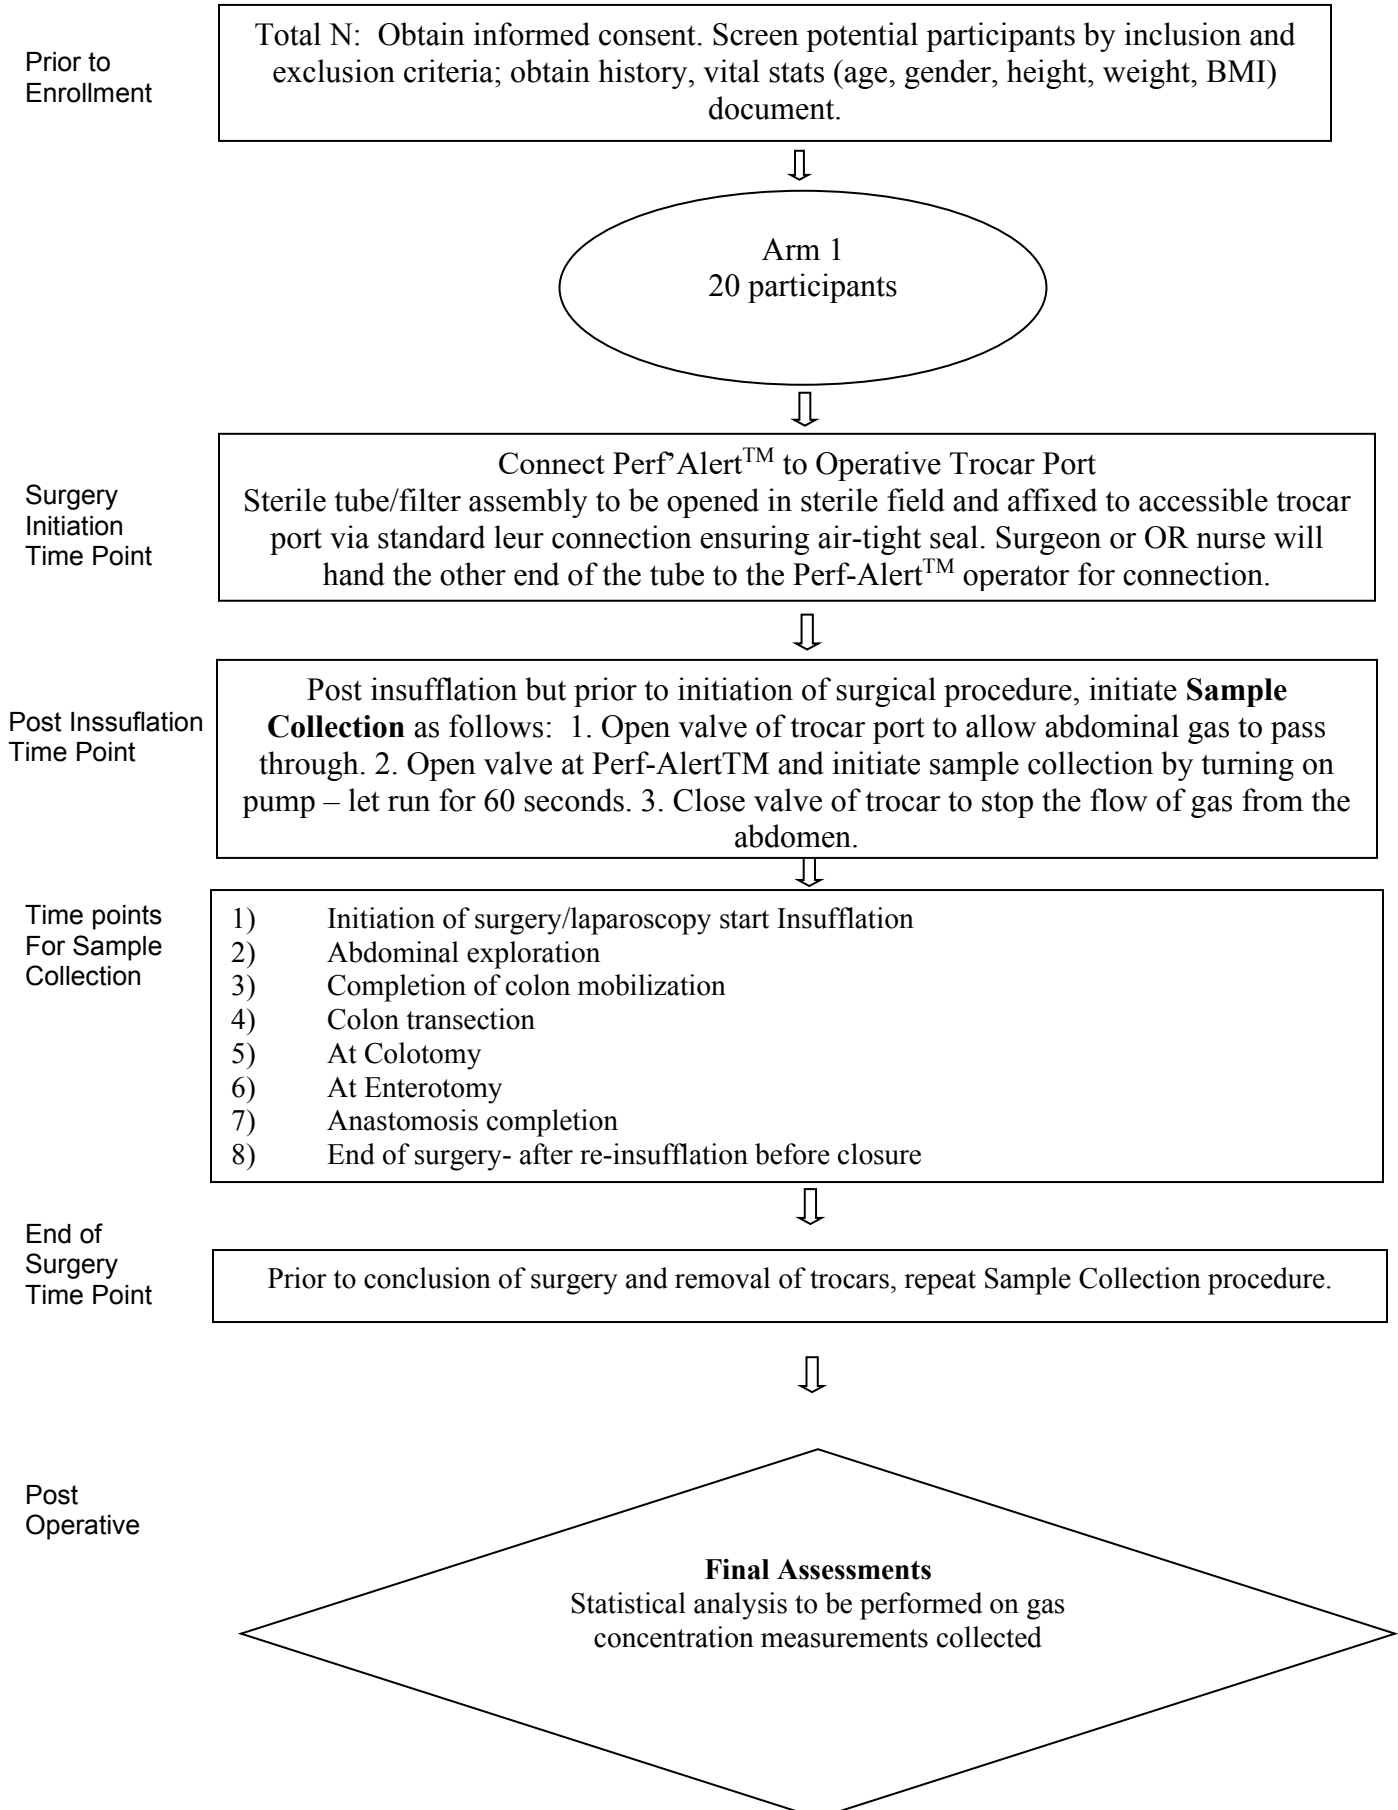 Prior to
Enrollment
Total N:  Obtain informed consent. Screen potential participants by inclusion and
exclusion criteria; obtain history, vital stats (age, gender, height, weight, BMI)
document.
Arm 1
20 participants
Surgery
Initiation
Time Point
Connect Perf’Alert™ to Operative Trocar Port
Sterile tube/filter assembly to be opened in sterile field and affixed to accessible trocar
port via standard leur connection ensuring air-tight seal. Surgeon or OR nurse will
hand the other end of the tube to the Perf-Alert™ operator for connection.
Post Inssuflation
Time Point
Post insufflation but prior to initiation of surgical procedure, initiate Sample
Collection as follows:  1. Open valve of trocar port to allow abdominal gas to pass
through. 2. Open valve at Perf-AlertTM and initiate sample collection by turning on
pump – let run for 60 seconds. 3. Close valve of trocar to stop the flow of gas from the
abdomen.
Time points
For Sample
Collection
1) Initiation of surgery/laparoscopy start Insufflation
2) Abdominal exploration
3) Completion of colon mobilization
4) Colon transection
5) At Colotomy
6) At Enterotomy
7) Anastomosis completion
8) End of surgery- after re-insufflation before closure
End of
Surgery
Time Point
Prior to conclusion of surgery and removal of trocars, repeat Sample Collection procedure.
Post
Operative
Final Assessments
Statistical analysis to be performed on gas
concentration measurements collected